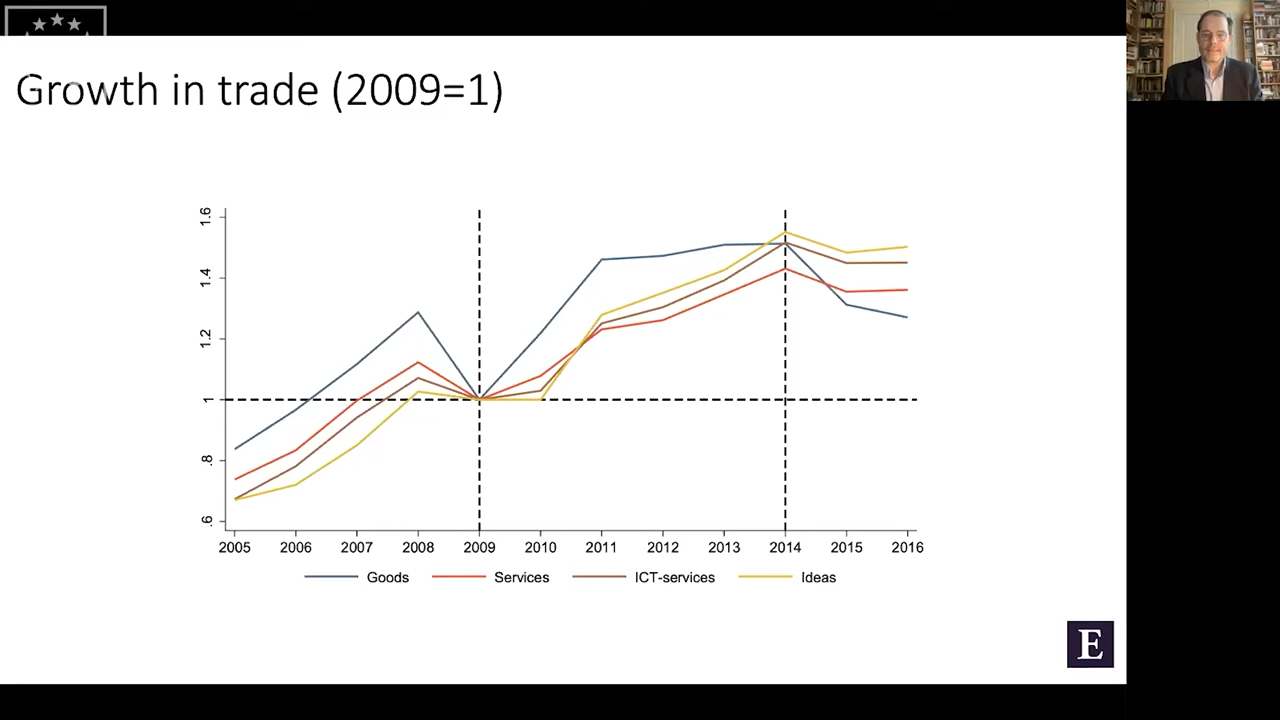 Growth in trade (2009=1)
1.6
1.4
1.2
1
.8
.6
2005 2006 2007 2008 2009 2010 2011 2012 2013 2014 2015 2016
Goods Services ICT-services Ideas
E